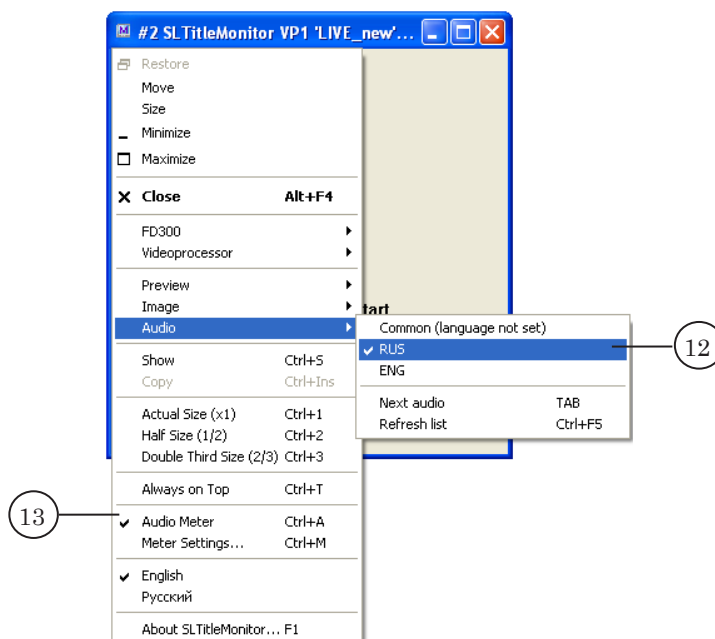 #2 SLTitleMonitor VP1 'LIVE_new'...
Restore
Move
Size
Minimize
Maximize
Close Alt+F4
FD300
Videoprocessor
Preview
Image
tart
Audio
Common (language not set)
RUS
12
ENG
Next audio TAB
Refresh list Ctrl+F5
Show Ctrl+S
Copy Ctrl+Ins
Actual Size (x1) Ctrl+1
Half Size (1/2) Ctrl+2
Double Third Size (2/3) Ctrl+3
Always on Top Ctrl+T
13
Audio Meter Ctrl+A
Meter Settings... Ctrl+M
English
Русский
About SLTitleMonitor... F1